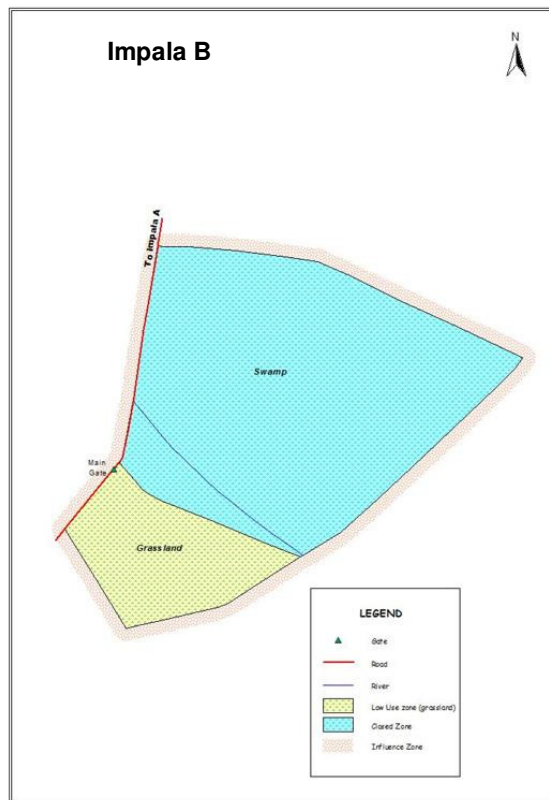 Impala B
N
To Impala A
Swamp
Main
Gate
Grassland
LEGEND
Gate
Road
River
Low Use zone (grassland)
Closed Zone
Influence Zone